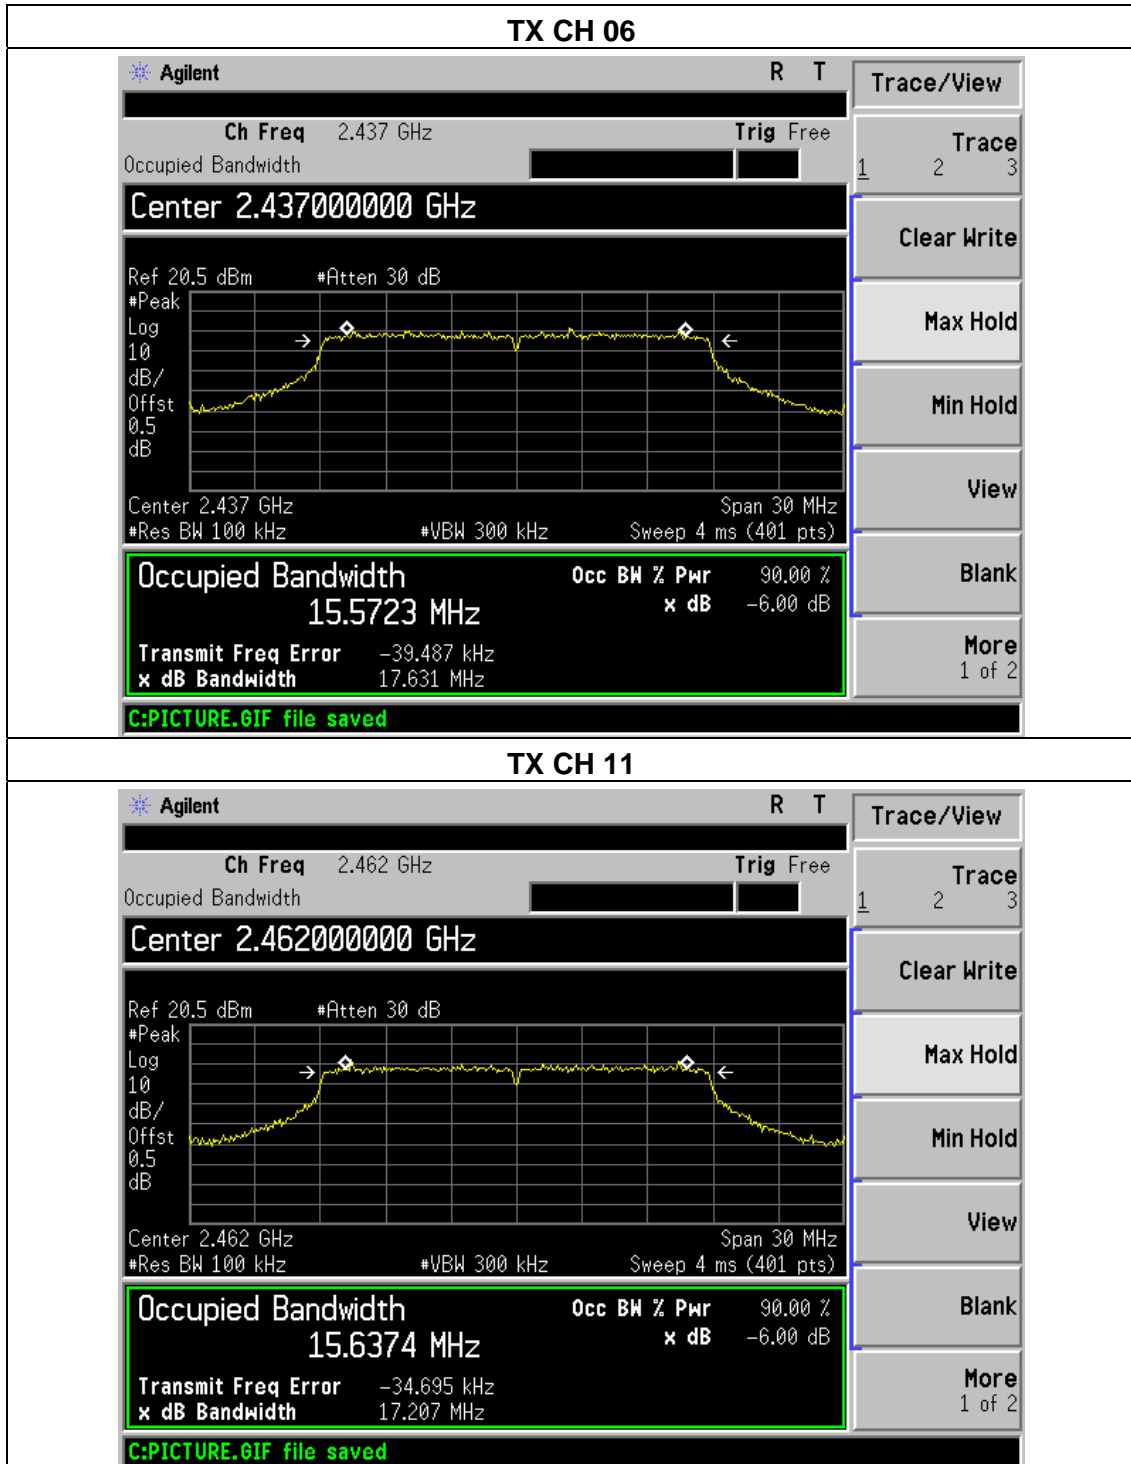 TX CH 06
Agilent R T
Trace/View
Ch Freq 2.437 GHz Trig Free
Occupied Bandwidth
Trace
1 2 3
Center 2.437000000 GHz
Clear Write
Ref 20.5 dBm #Atten 30 dB
#Peak
Log
10
dB/
Offst
0.5
dB
Max Hold
Min Hold
View
Center 2.437 GHz Span 30 MHz
#Res BW 100 kHz #VBW 300 kHz Sweep 4 ms (401 pts)
Occupied Bandwidth Occ BW % Pwr 90.00 %
15.5723 MHz x dB -6.00 dB
Blank
Transmit Freq Error -39.487 kHz
x dB Bandwidth 17.631 MHz
More
1 of 2
C:PICTURE.GIF file saved
TX CH 11
Agilent R T
Trace/View
Ch Freq 2.462 GHz Trig Free
Occupied Bandwidth
Trace
1 2 3
Center 2.462000000 GHz
Clear Write
Ref 20.5 dBm #Atten 30 dB
#Peak
Log
10
dB/
Offst
0.5
dB
Max Hold
Min Hold
View
Center 2.462 GHz Span 30 MHz
#Res BW 100 kHz #VBW 300 kHz Sweep 4 ms (401 pts)
Occupied Bandwidth Occ BW % Pwr 90.00 %
15.6374 MHz x dB -6.00 dB
Blank
Transmit Freq Error -34.695 kHz
x dB Bandwidth 17.207 MHz
More
1 of 2
C:PICTURE.GIF file saved